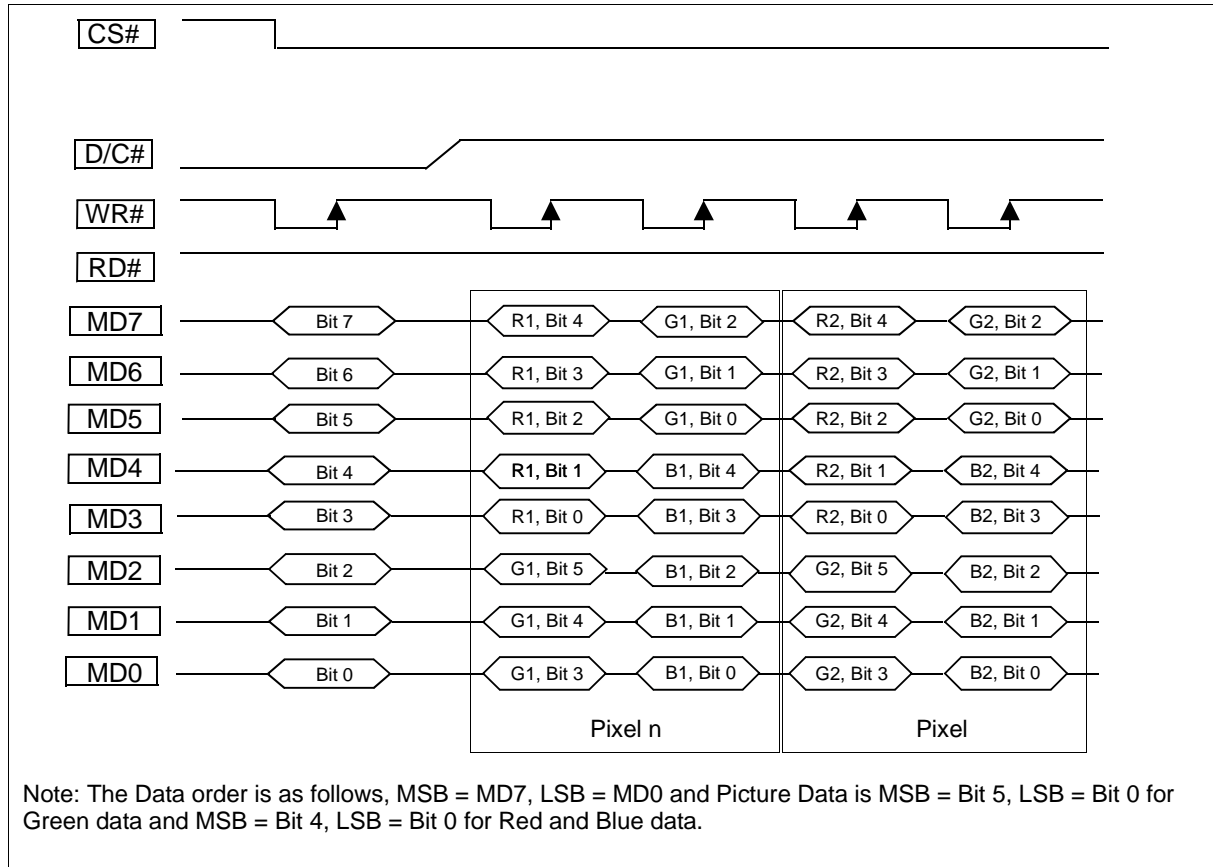 CS#
D/C#
WR#
RD#
MD7 Bit 7 R1, Bit 4 G1, Bit 2 R2, Bit 4 G2, Bit 2
MD6 Bit 6 R1, Bit 3 G1, Bit 1 R2, Bit 3 G2, Bit 1
MD5 Bit 5 R1, Bit 2 G1, Bit 0 R2, Bit 2 G2, Bit 0
MD4 Bit 4 R1, Bit 1 B1, Bit 4 R2, Bit 1 B2, Bit 4
MD3 Bit 3 R1, Bit 0 B1, Bit 3 R2, Bit 0 B2, Bit 3
MD2 Bit 2 G1, Bit 5 B1, Bit 2 G2, Bit 5 B2, Bit 2
MD1 Bit 1 G1, Bit 4 B1, Bit 1 G2, Bit 4 B2, Bit 1
MD0 Bit 0 G1, Bit 3 B1, Bit 0 G2, Bit 3 B2, Bit 0
Pixel n Pixel
Note: The Data order is as follows, MSB = MD7, LSB = MD0 and Picture Data is MSB = Bit 5, LSB = Bit 0 for
Green data and MSB = Bit 4, LSB = Bit 0 for Red and Blue data.